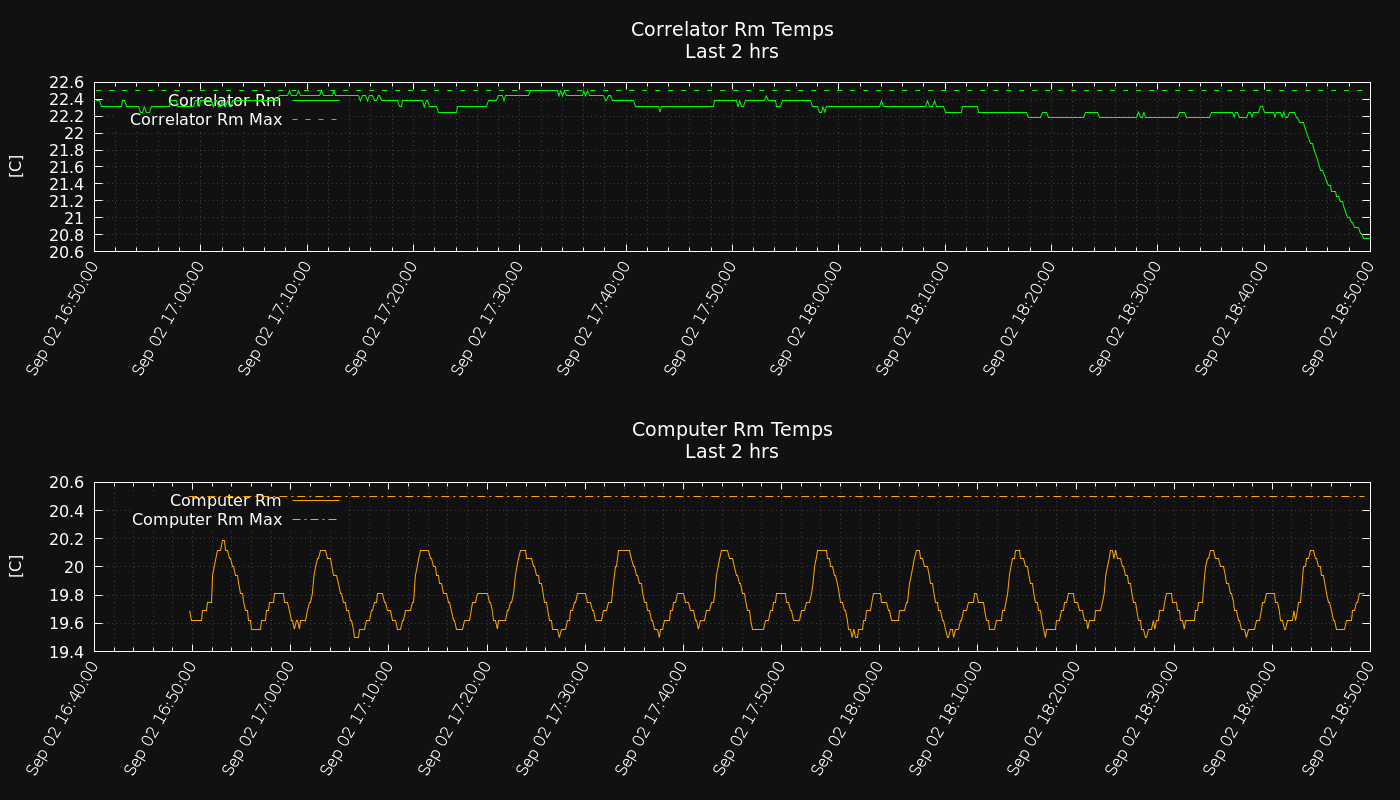 Correlator Rm Temps
Last 2 hrs
22.6
22.4
22.2
22
21.8
21.6
21.4
21.2
21
20.8
20.6
[C]
Correlator Rm
Correlator Rm Max
Sep 02 16:50:00
Sep 02 17:00:00
Sep 02 17:10:00
Sep 02 17:20:00
Sep 02 17:30:00
Sep 02 17:40:00
Sep 02 17:50:00
Sep 02 18:00:00
Sep 02 18:10:00
Sep 02 18:20:00
Sep 02 18:30:00
Sep 02 18:40:00
Sep 02 18:50:00
Computer Rm Temps
Last 2 hrs
20.6
20.4
20.2
20
19.8
19.6
19.4
[C]
Computer Rm
Computer Rm Max
Sep 02 16:40:00
Sep 02 16:50:00
Sep 02 17:00:00
Sep 02 17:10:00
Sep 02 17:20:00
Sep 02 17:30:00
Sep 02 17:40:00
Sep 02 17:50:00
Sep 02 18:00:00
Sep 02 18:10:00
Sep 02 18:20:00
Sep 02 18:30:00
Sep 02 18:40:00
Sep 02 18:50:00